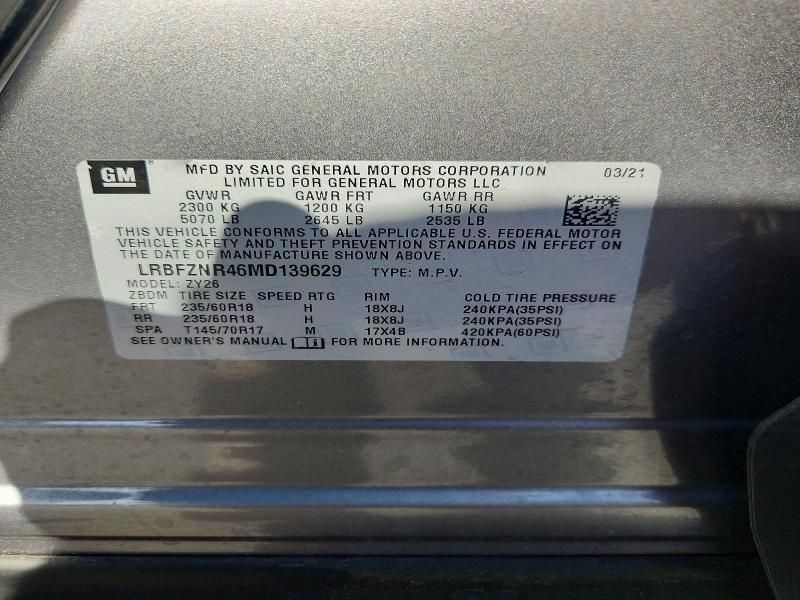 GM
MFD BY SAIC GENERAL MOTORS CORPORATION 03/21
LIMITED FOR GENERAL MOTORS LLC
GVWR GAWR FRT GAWR RR
2300 KG 1200 KG 1150 KG
5070 LB 2645 LB 2535 LB
THIS VEHICLE CONFORMS TO ALL APPLICABLE U.S. FEDERAL MOTOR
VEHICLE SAFETY AND THEFT PREVENTION STANDARDS IN EFFECT ON
THE DATE OF MANUFACTURE SHOWN ABOVE.
LRBFZNR46MD139629 TYPE: M.P.V.
MODEL: ZY26
ZBDM TIRE SIZE SPEED RTG RIM COLD TIRE PRESSURE
FRT 235/60R18 H 18X8J 240KPA(35PSI)
RR 235/60R18 H 18X8J 240KPA(35PSI)
SPA T145/70R17 M 17X4B 420KPA(60PSI)
SEE OWNER'S MANUAL FOR MORE INFORMATION.